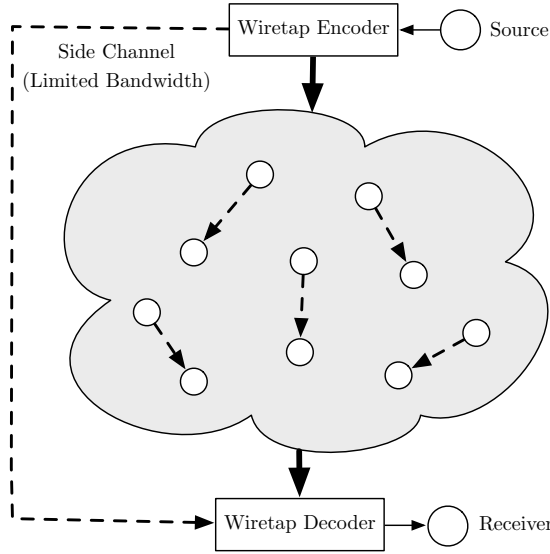 Wiretap Encoder
Source
Side Channel
(Limited Bandwidth)
Wiretap Decoder
Receiver